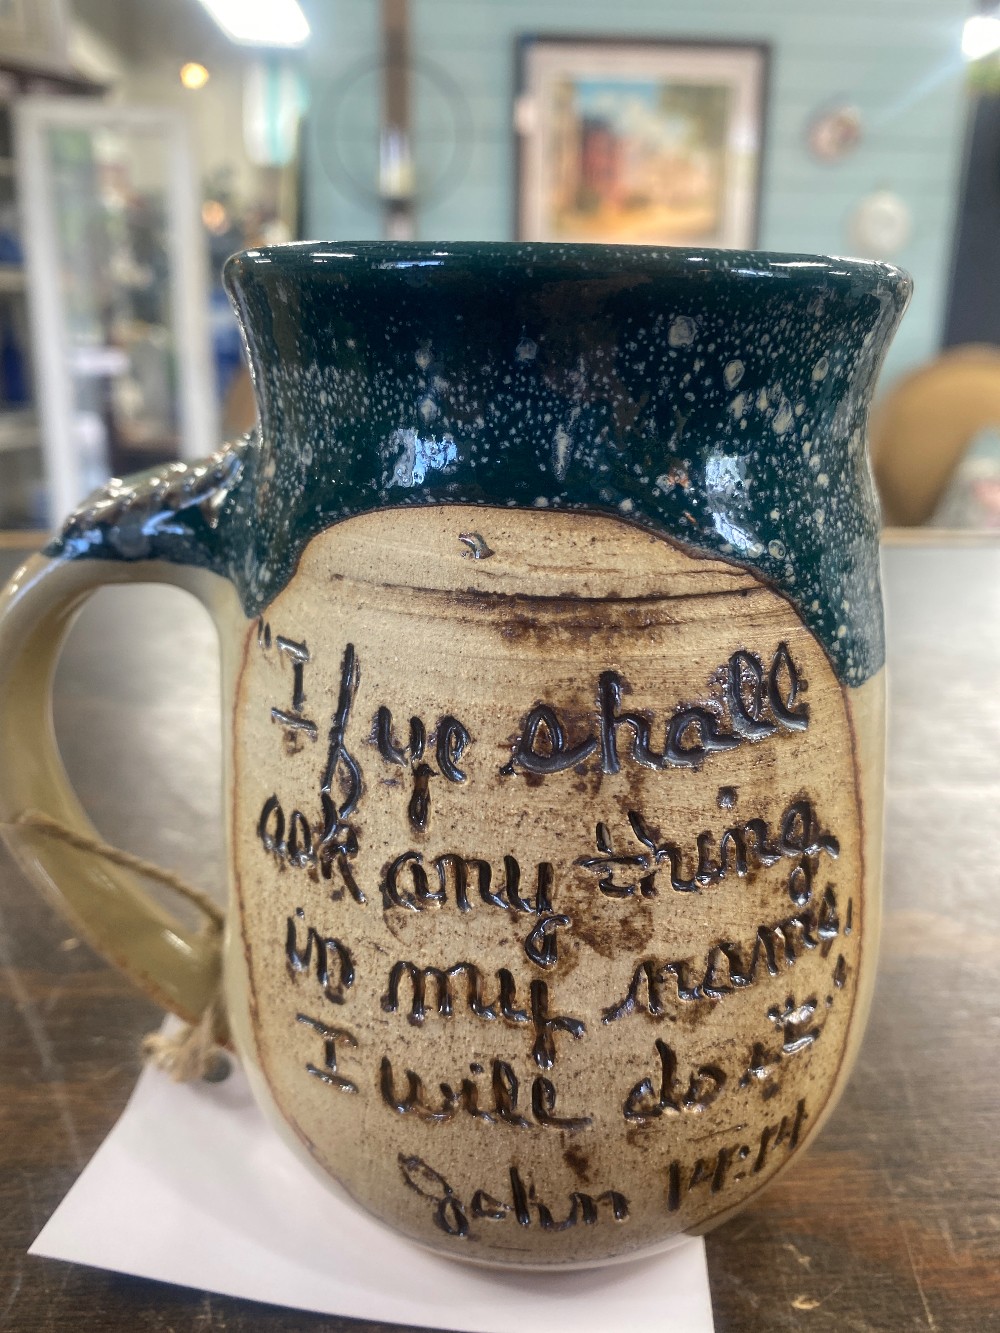 "If ye shall
ask any thing
in my name,
I will do it."
John 14:14